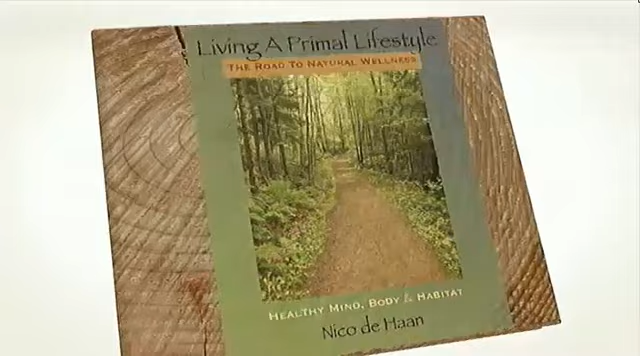 Living A Primal Lifestyle
THE ROAD TO NATURAL WELLNESS
HEALTHY MIND, BODY & HABITAT
Nico de Haan